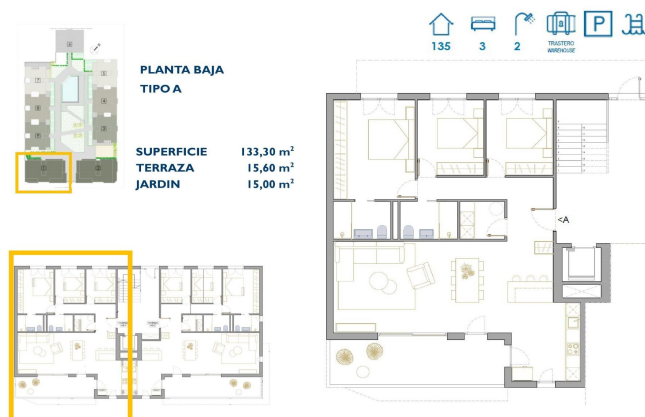 135
3
2
TRASTERO
WAREHOUSE
P
PLANTA BAJA
TIPO A
SUPERFICIE 133,30 m²
TERRAZA 15,60 m²
JARDIN 15,00 m²
<A